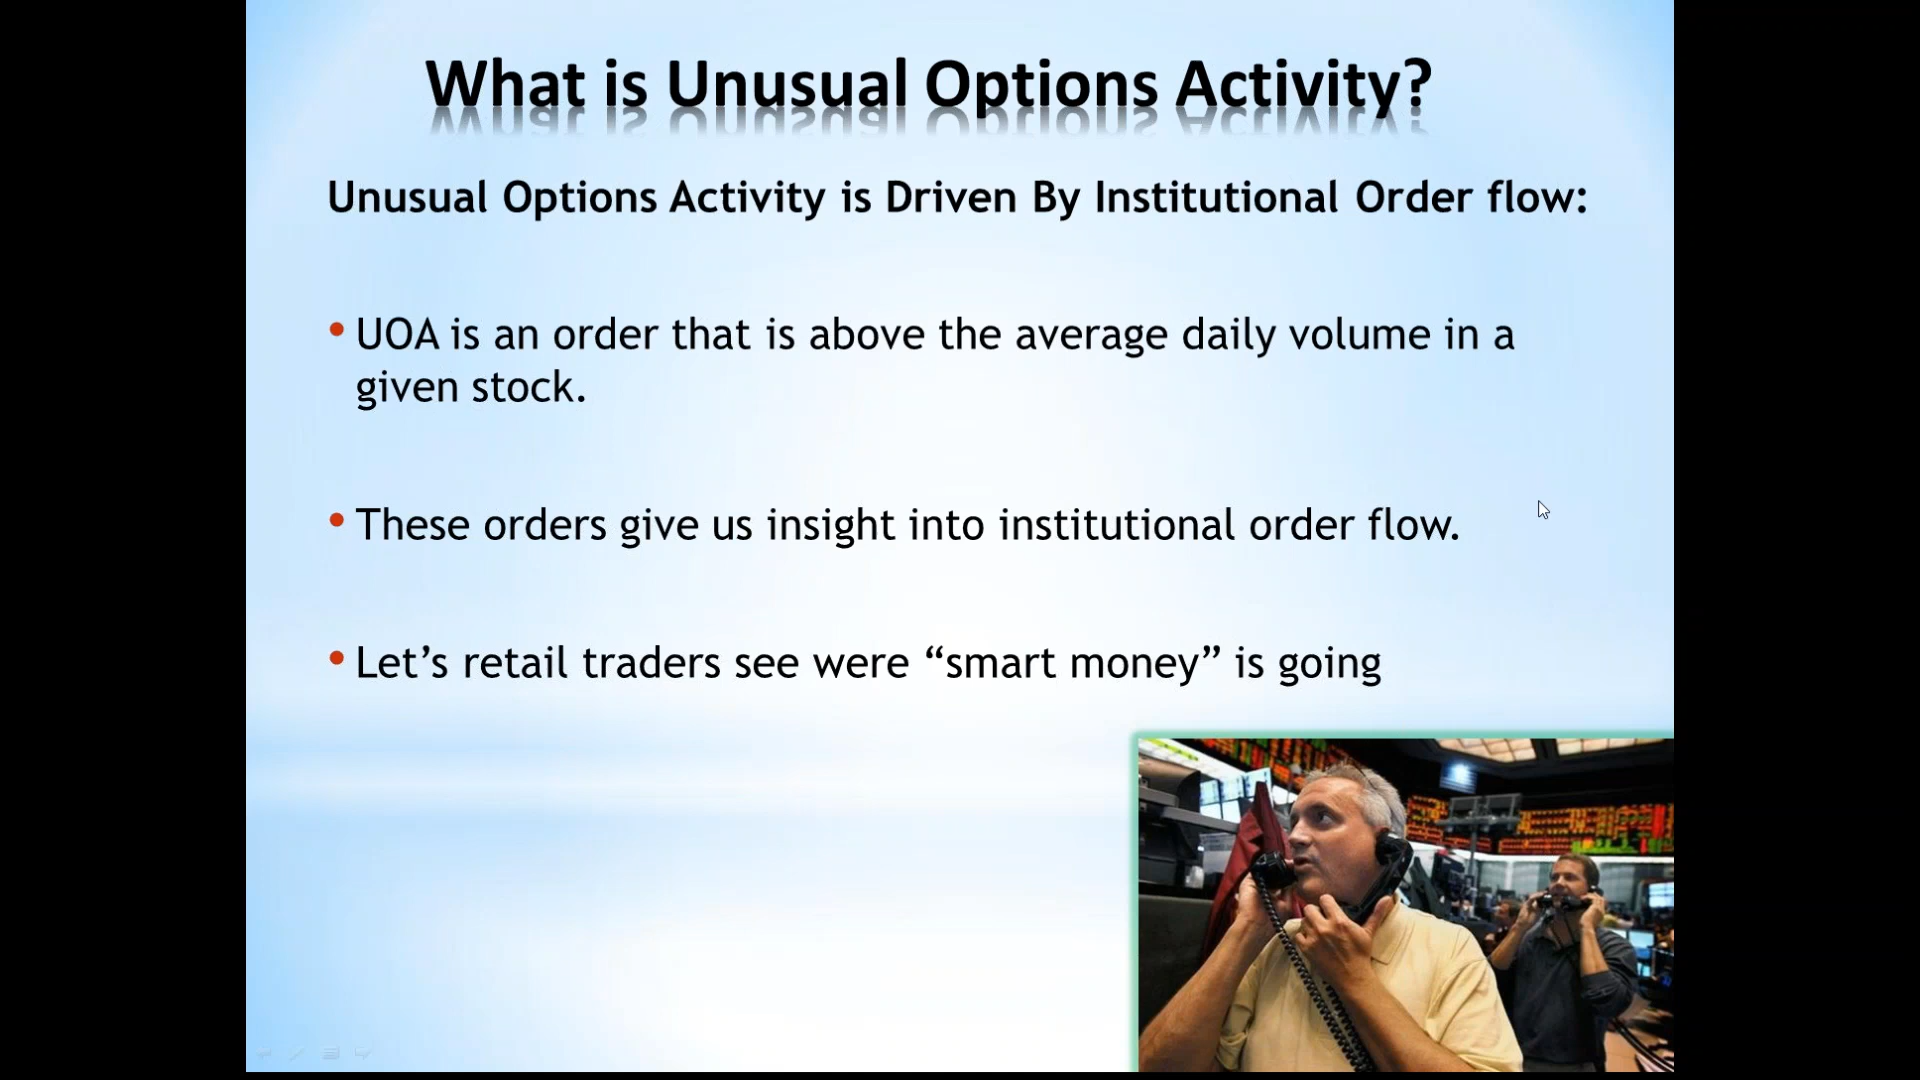 What is Unusual Options Activity?
Unusual Options Activity is Driven By Institutional Order flow:
• UOA is an order that is above the average daily volume in a
given stock.
• These orders give us insight into institutional order flow.
• Let’s retail traders see were “smart money” is going